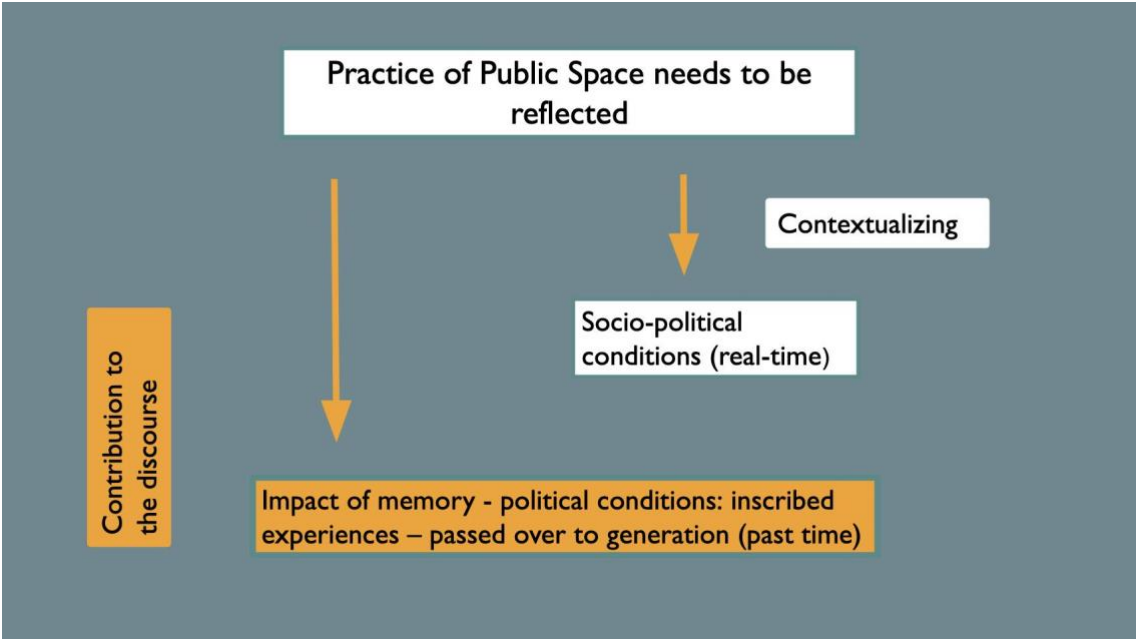 Practice of Public Space needs to be
reflected
Contextualizing
Socio-political
conditions (real-time)
Contribution to
the discourse
Impact of memory - political conditions: inscribed
experiences – passed over to generation (past time)